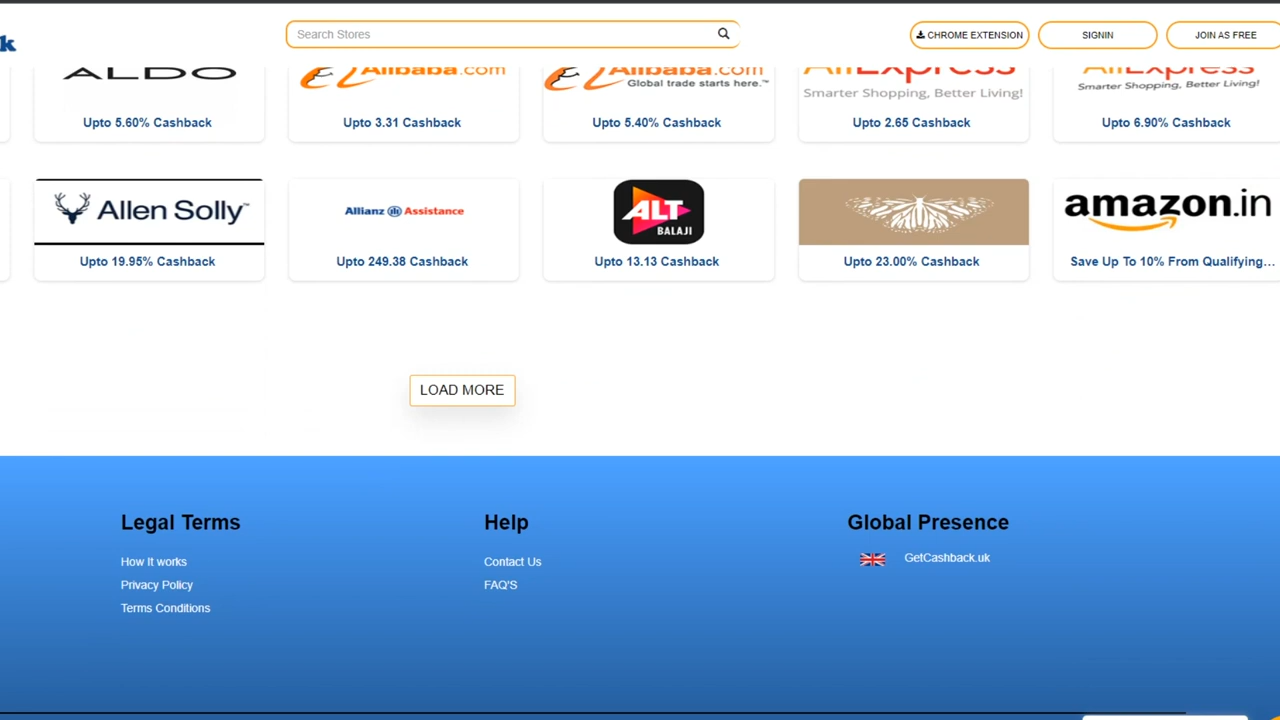 k
Search Stores
CHROME EXTENSION
SIGNIN
JOIN AS FREE
ALDO
Alibaba.com
Alibaba.com
Global trade starts here.™
AliExpress
Smarter Shopping, Better Living!
AliExpress
Smarter Shopping, Better Living!
Upto 5.60% Cashback
Upto 3.31 Cashback
Upto 5.40% Cashback
Upto 2.65 Cashback
Upto 6.90% Cashback
Allen Solly™
Allianz Assistance
ALT
BALAJI
amazon.in
Upto 19.95% Cashback
Upto 249.38 Cashback
Upto 13.13 Cashback
Upto 23.00% Cashback
Save Up To 10% From Qualifying...
LOAD MORE
Legal Terms
Help
Global Presence
How It works
Contact Us
GetCashback.uk
Privacy Policy
FAQ'S
Terms Conditions